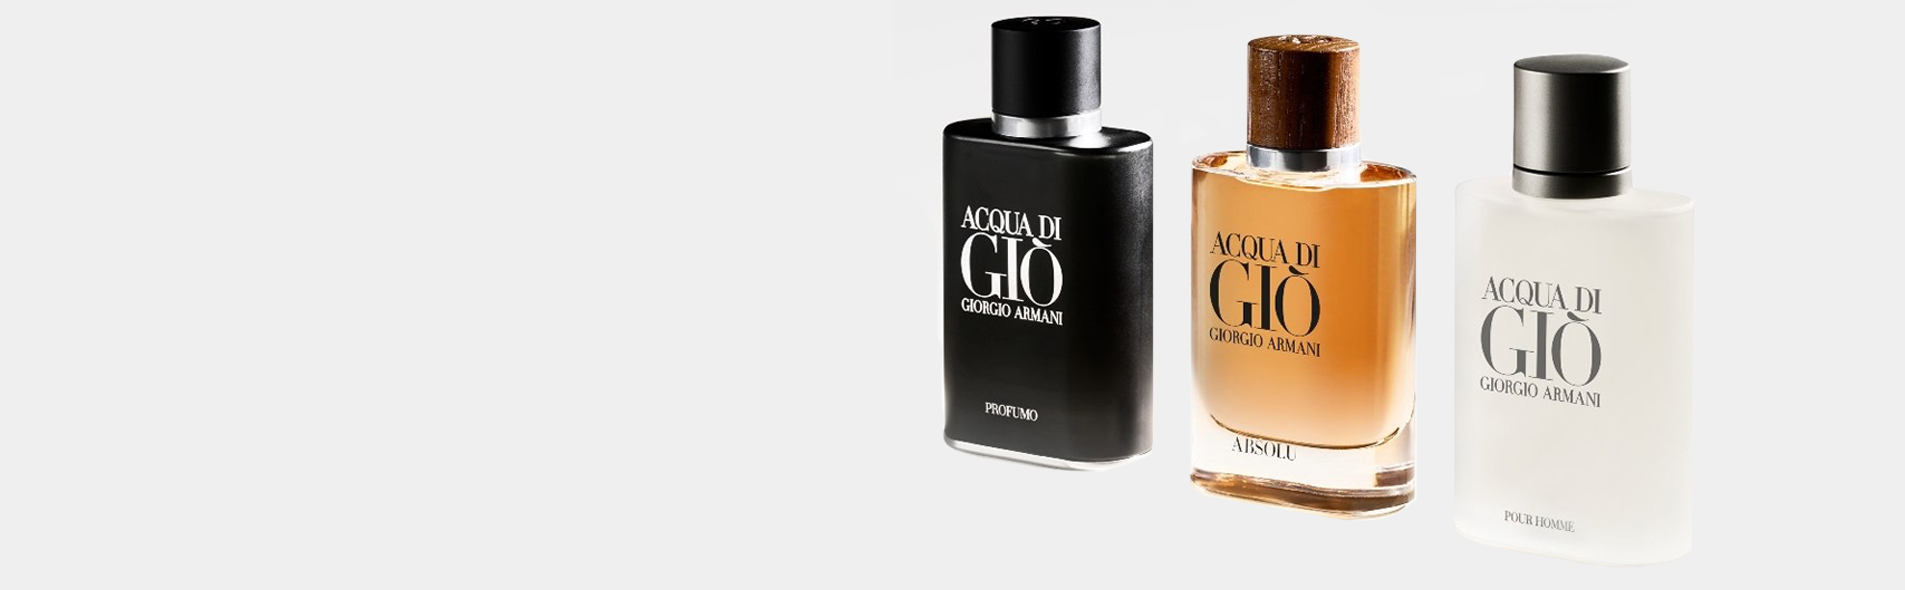 ACQUA DI
GIÒ
GIORGIO ARMANI
PROFUMO
ACQUA DI
GIÒ
GIORGIO ARMANI
ABSOLU
ACQUA DI
GIÒ
GIORGIO ARMANI
POUR HOMME